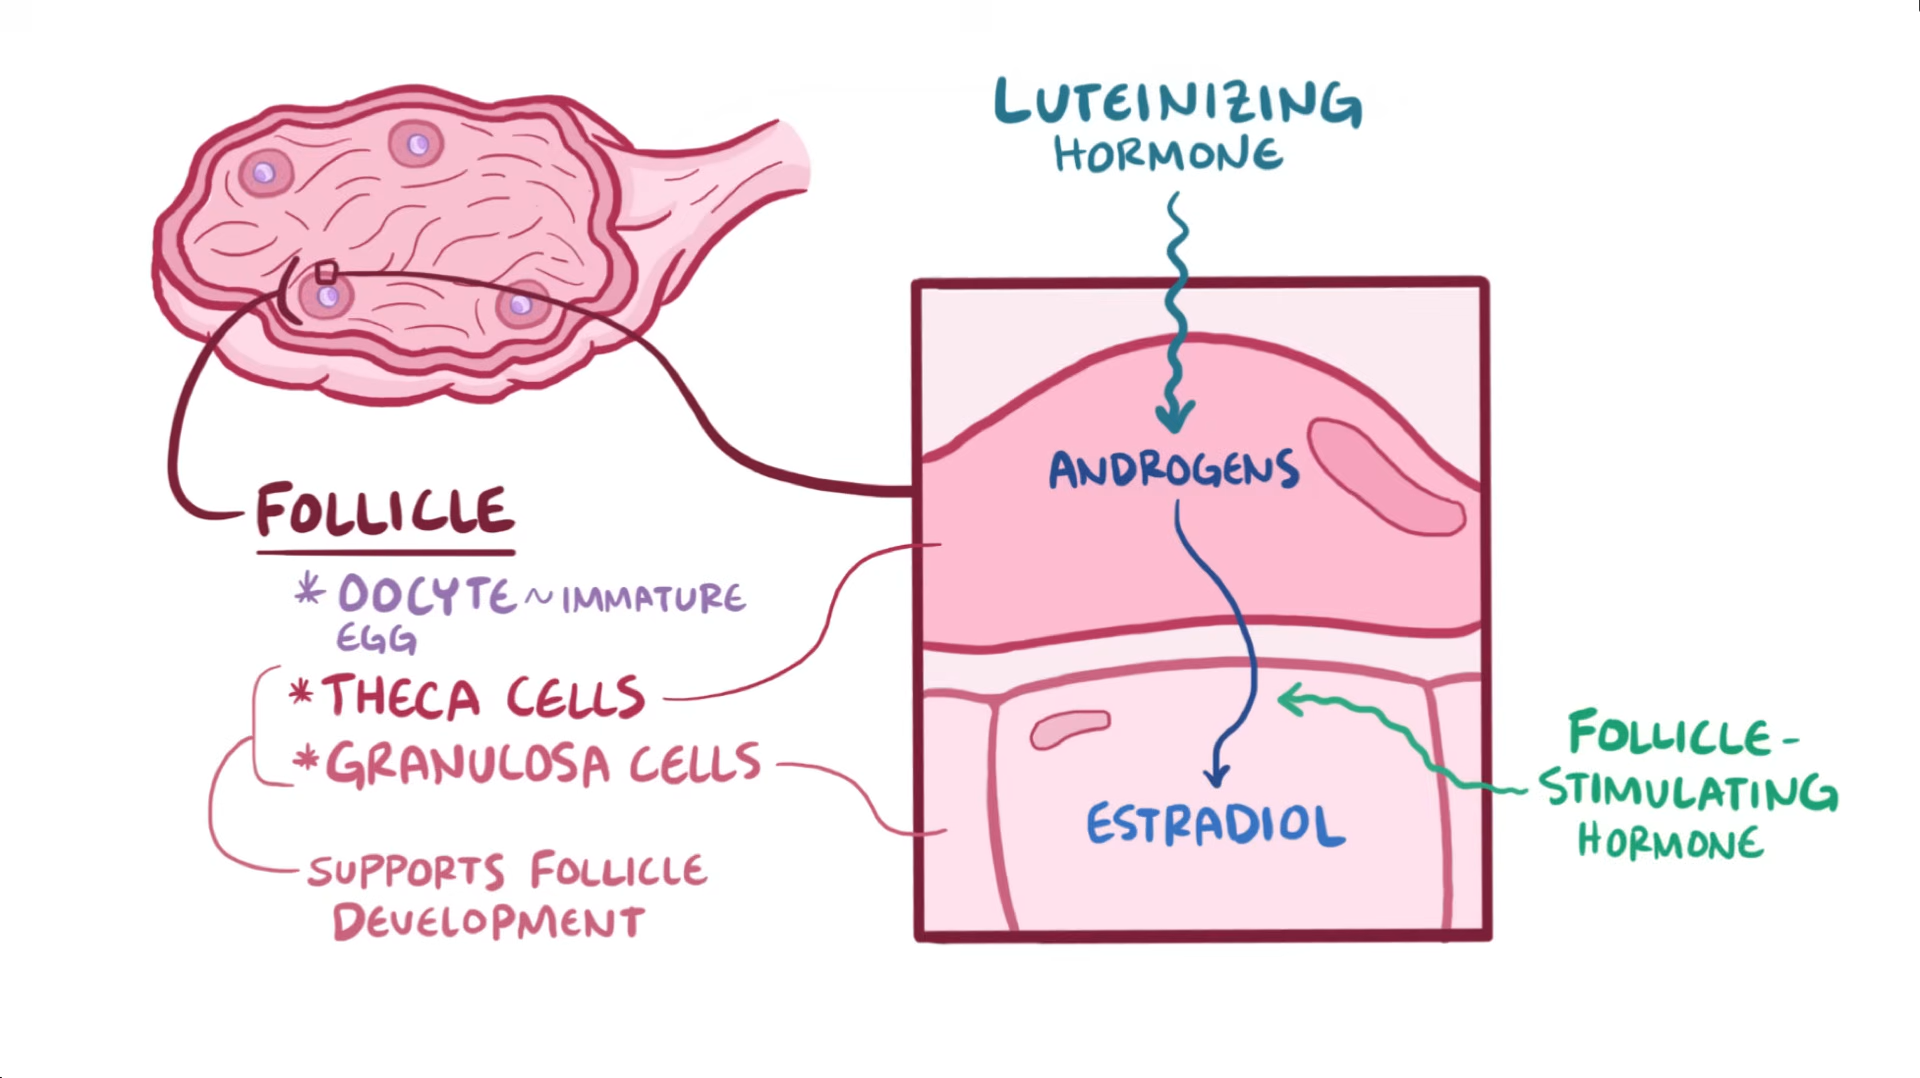 LUTEINIZING
HORMONE
ANDROGENS
FOLLICLE
* OOCYTE ~ IMMATURE
EGG
* THECA CELLS
* GRANULOSA CELLS
SUPPORTS FOLLICLE
DEVELOPMENT
ESTRADIOL
FOLLICLE-
STIMULATING
HORMONE